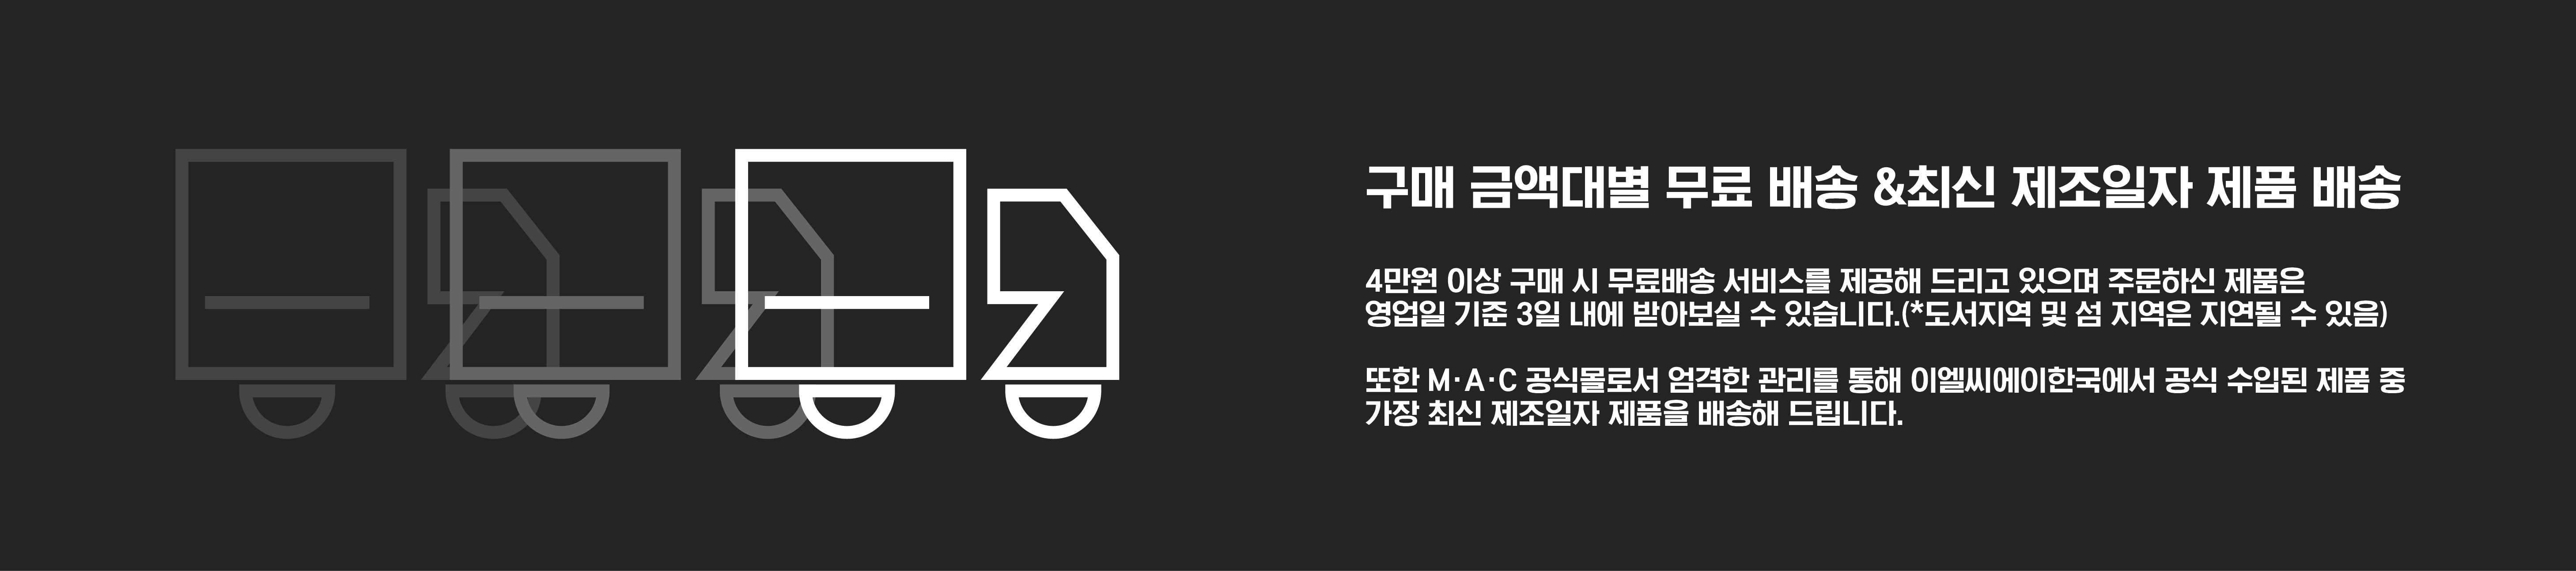 구매 금액대별 무료 배송 &최신 제조일자 제품 배송
4만원 이상 구매 시 무료배송 서비스를 제공해 드리고 있으며 주문하신 제품은
영업일 기준 3일 내에 받아보실 수 있습니다.(*도서지역 및 섬 지역은 지연될 수 있음)
또한 M·A·C 공식몰로서 엄격한 관리를 통해 이엘씨에이한국에서 공식 수입된 제품 중
가장 최신 제조일자 제품을 배송해 드립니다.